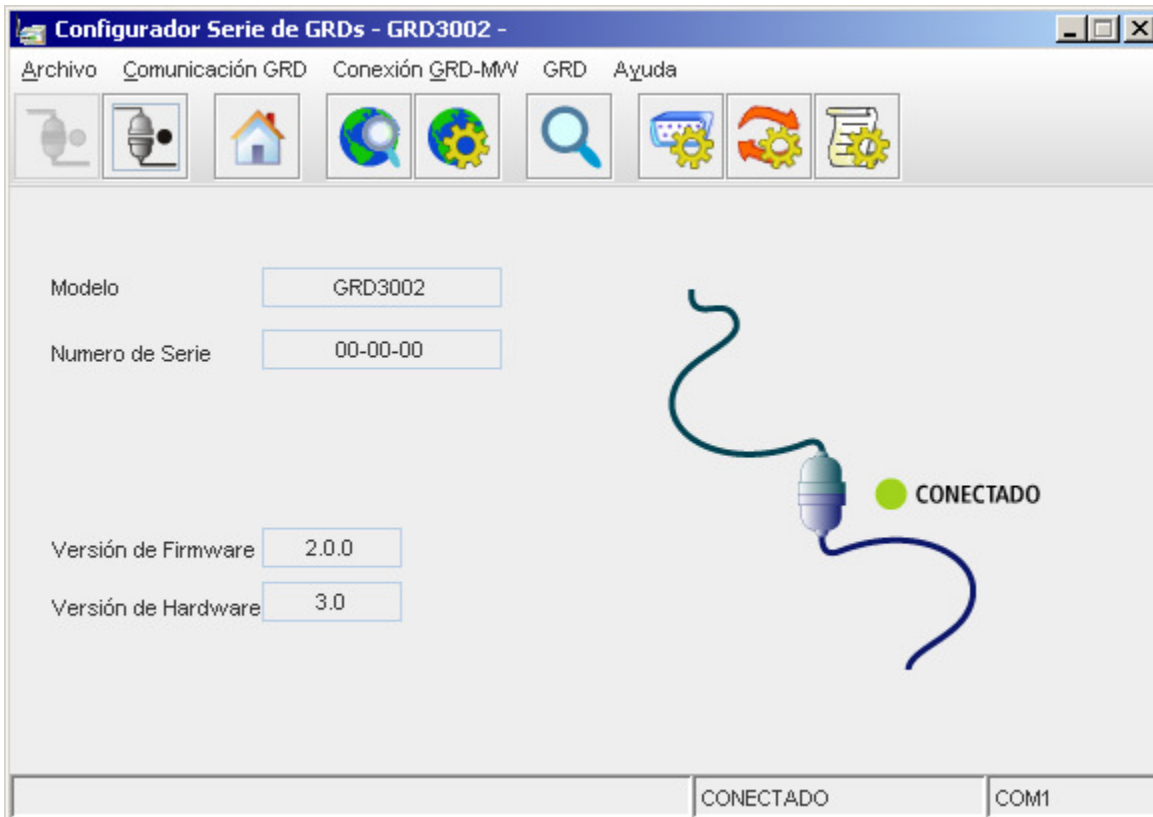 Configurador Serie de GRDs - GRD3002 -
Archivo Comunicación GRD Conexión GRD-MW GRD Ayuda
Modelo GRD3002
Numero de Serie 00-00-00
CONECTADO
Versión de Firmware 2.0.0
Versión de Hardware 3.0
CONECTADO COM1